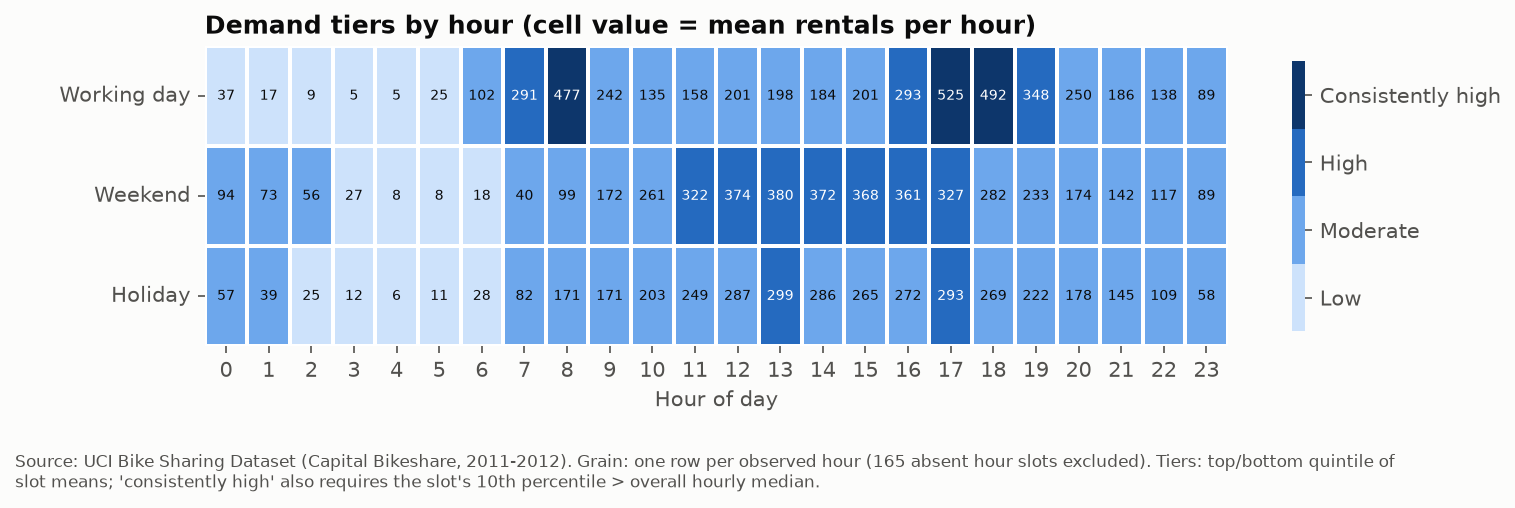 Demand tiers by hour (cell value = mean rentals per hour)
Working day 37 17 9 5 5 25 102 291 477 242 135 158 201 198 184 201 293 525 492 348 250 186 138 89
Weekend 94 73 56 27 8 8 18 40 99 172 261 322 374 380 372 368 361 327 282 233 174 142 117 89
Holiday 57 39 25 12 6 11 28 82 171 171 203 249 287 299 286 265 272 293 269 222 178 145 109 58
0 1 2 3 4 5 6 7 8 9 10 11 12 13 14 15 16 17 18 19 20 21 22 23
Hour of day
Consistently high
High
Moderate
Low
Source: UCI Bike Sharing Dataset (Capital Bikeshare, 2011-2012). Grain: one row per observed hour (165 absent hour slots excluded). Tiers: top/bottom quintile of
slot means; 'consistently high' also requires the slot's 10th percentile > overall hourly median.